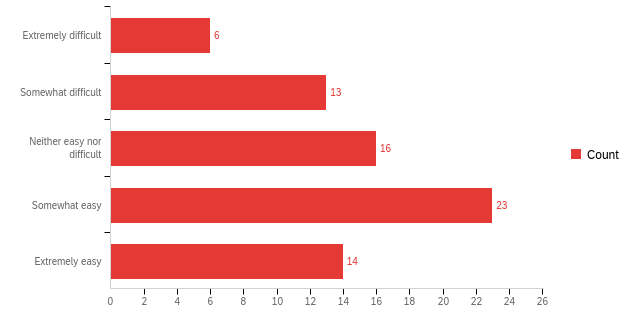 Extremely difficult
6
Somewhat difficult
13
Neither easy nor
difficult
16
Somewhat easy
23
Extremely easy
14
Count
0 2 4 6 8 10 12 14 16 18 20 22 24 26